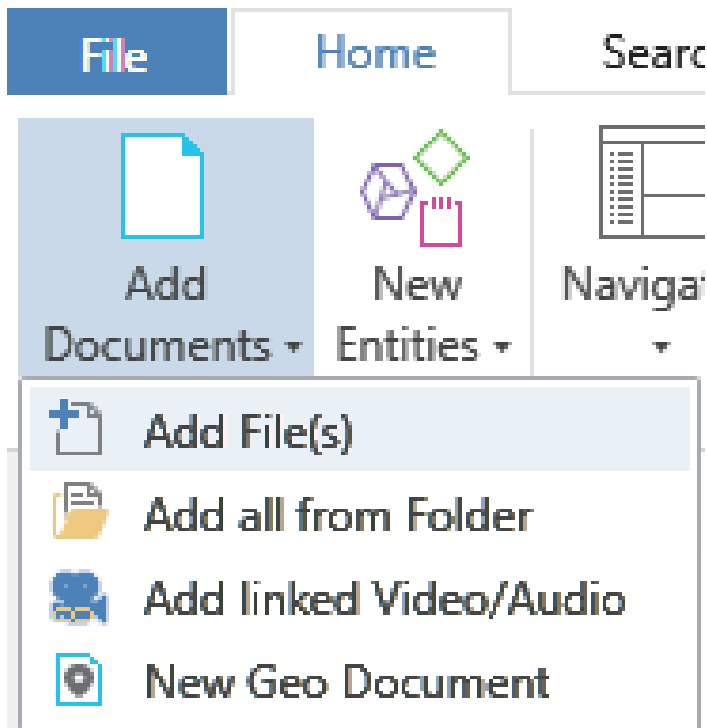 File Home
Add
Documents
New
Entities
Add File(s)
Add all from Folder
Add linked Video/Audio
New Geo Document